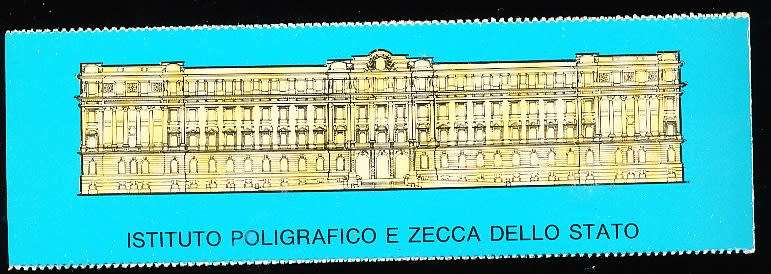 ISTITUTO POLIGRAFICO E ZECCA DELLO STATO